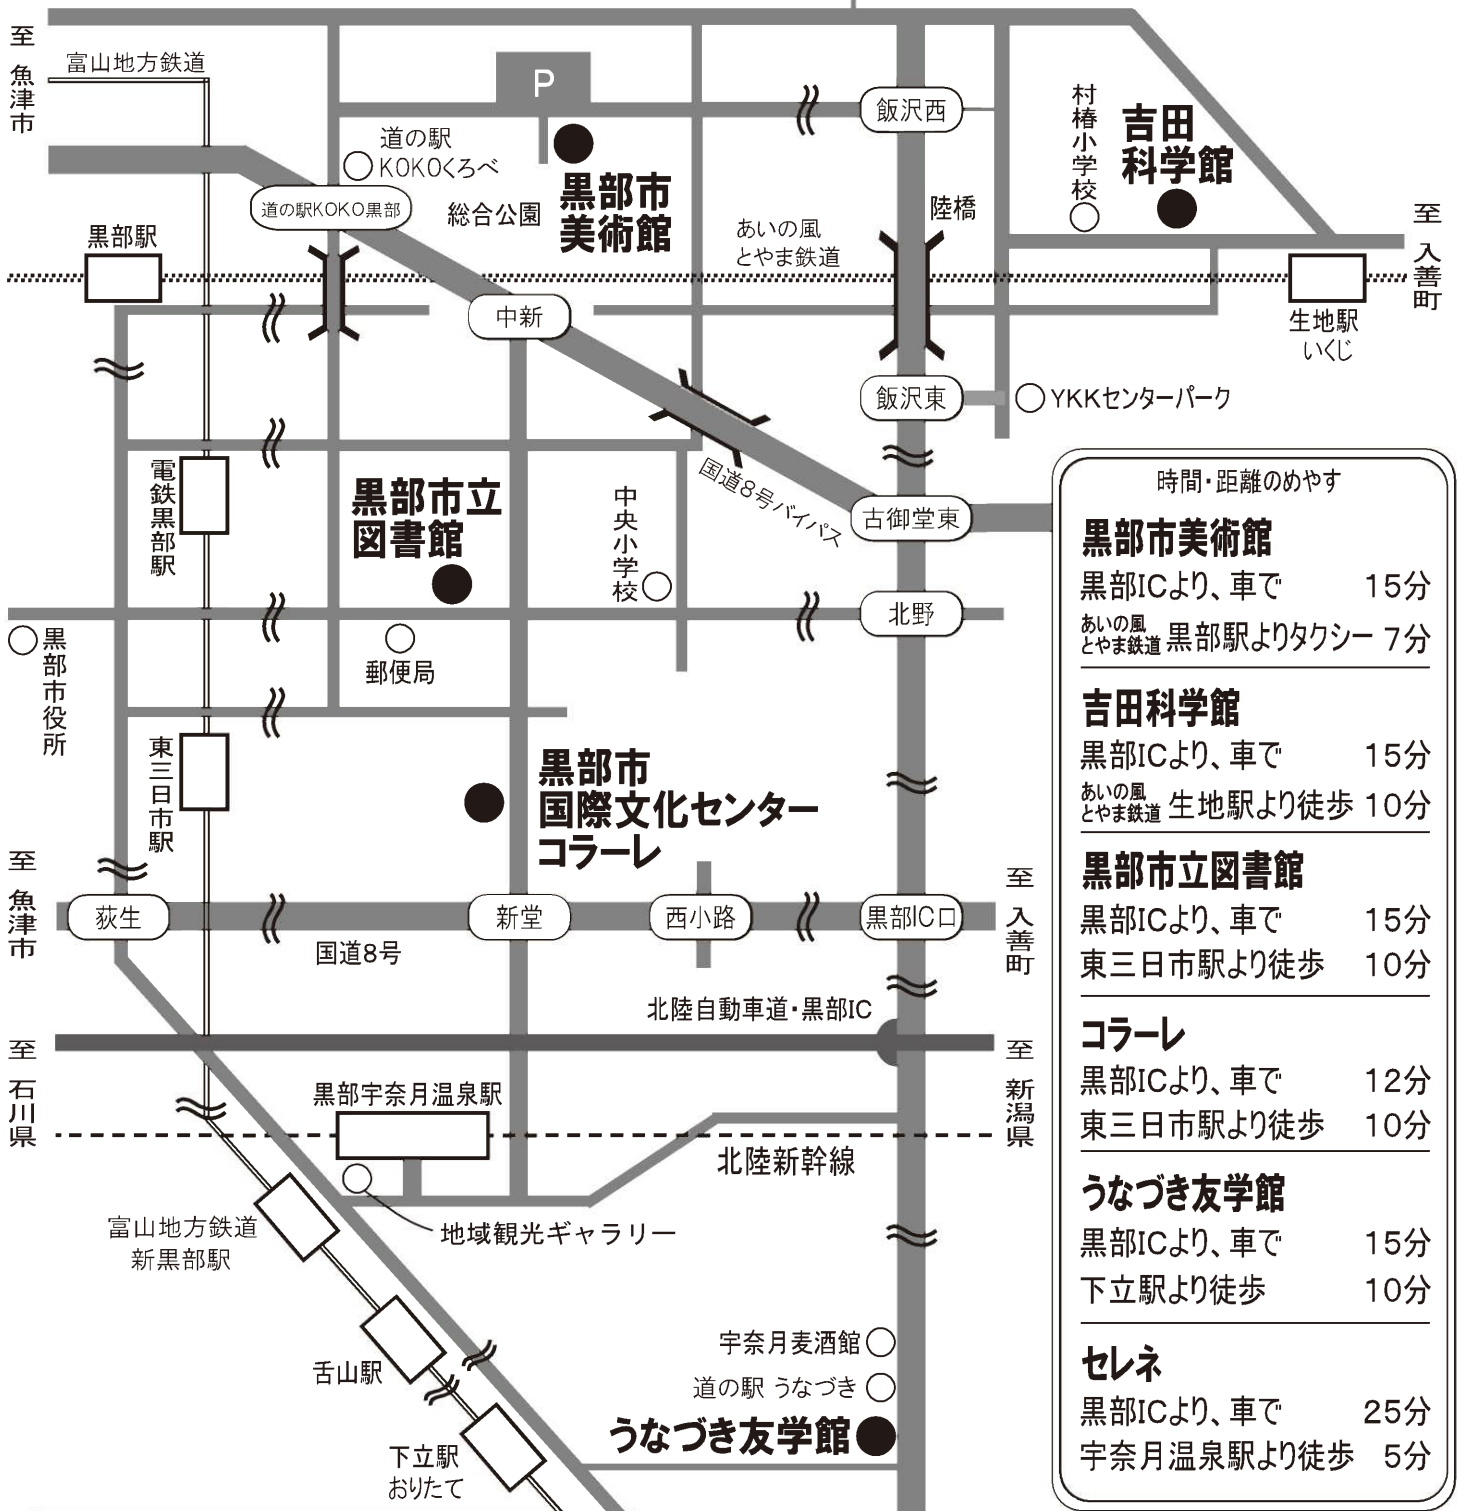 至 魚津市
富山地方鉄道
P
飯沢西
村椿小学校
吉田
科学館
道の駅
KOKOくろべ
道の駅KOKO黒部
総合公園
黒部市
美術館
あいの風
とやま鉄道
陸橋
至 入善町
黒部駅
中新
生地駅
いくじ
飯沢東
YKKセンターパーク
国道8号バイパス
古御堂東
電鉄黒部駅
黒部市立
図書館
中央小学校
北野
黒部市役所
郵便局
東三日市駅
黒部市
国際文化センター
コラーレ
至 魚津市
荻生
新堂
西小路
黒部IC口
至 入善町
国道8号
北陸自動車道・黒部IC
至 石川県
至 新潟県
黒部宇奈月温泉駅
北陸新幹線
地域観光ギャラリー
富山地方鉄道
新黒部駅
舌山駅
下立駅
おりたて
宇奈月麦酒館
道の駅 うなづき
うなづき友学館
時間・距離のめやす
黒部市美術館
黒部ICより、車で 15分
あいの風
とやま鉄道 黒部駅よりタクシー 7分
吉田科学館
黒部ICより、車で 15分
あいの風
とやま鉄道 生地駅より徒歩 10分
黒部市立図書館
黒部ICより、車で 15分
東三日市駅より徒歩 10分
コラーレ
黒部ICより、車で 12分
東三日市駅より徒歩 10分
うなづき友学館
黒部ICより、車で 15分
下立駅より徒歩 10分
セレネ
黒部ICより、車で 25分
宇奈月温泉駅より徒歩 5分